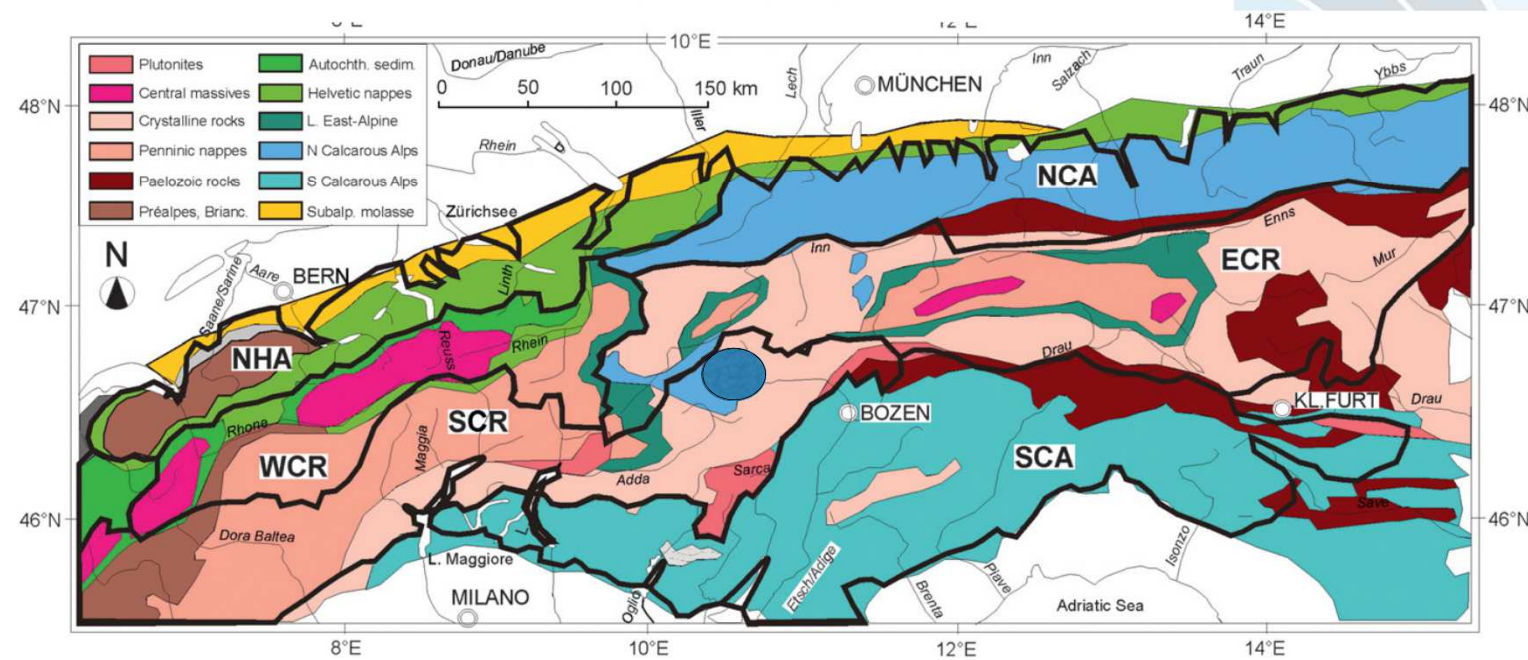 10°E
14°E
Plutonites
Central massives
Crystalline rocks
Penninic nappes
Paelozoic rocks
Préalpes, Brianc.
Autochth. sedim.
Helvetic nappes
L. East-Alpine
N Calcarous Alps
S Calcarous Alps
Subalp. molasse
Donau/Danube
0 50 100 150 km
Iller
Lech
MÜNCHEN
Inn
Salzach
Traun
Ybbs
48°N
48°N
Rhein
Zürichsee
NCA
N
Saane/Sarine
Aare
BERN
Linth
Inn
Enns
ECR
Mur
47°N
47°N
NHA
Reuss
Rhein
Drau
Rhone
SCR
Maggia
WCR
BOZEN
KL.FURT
Drau
SCA
Sarca
Adda
46°N
46°N
Dora Baltea
L. Maggiore
L.
MILANO
Oglio
Etsch/Adige
Brenta
Piave
Isonzo
Save
Adriatic Sea
8°E
10°E
12°E
14°E